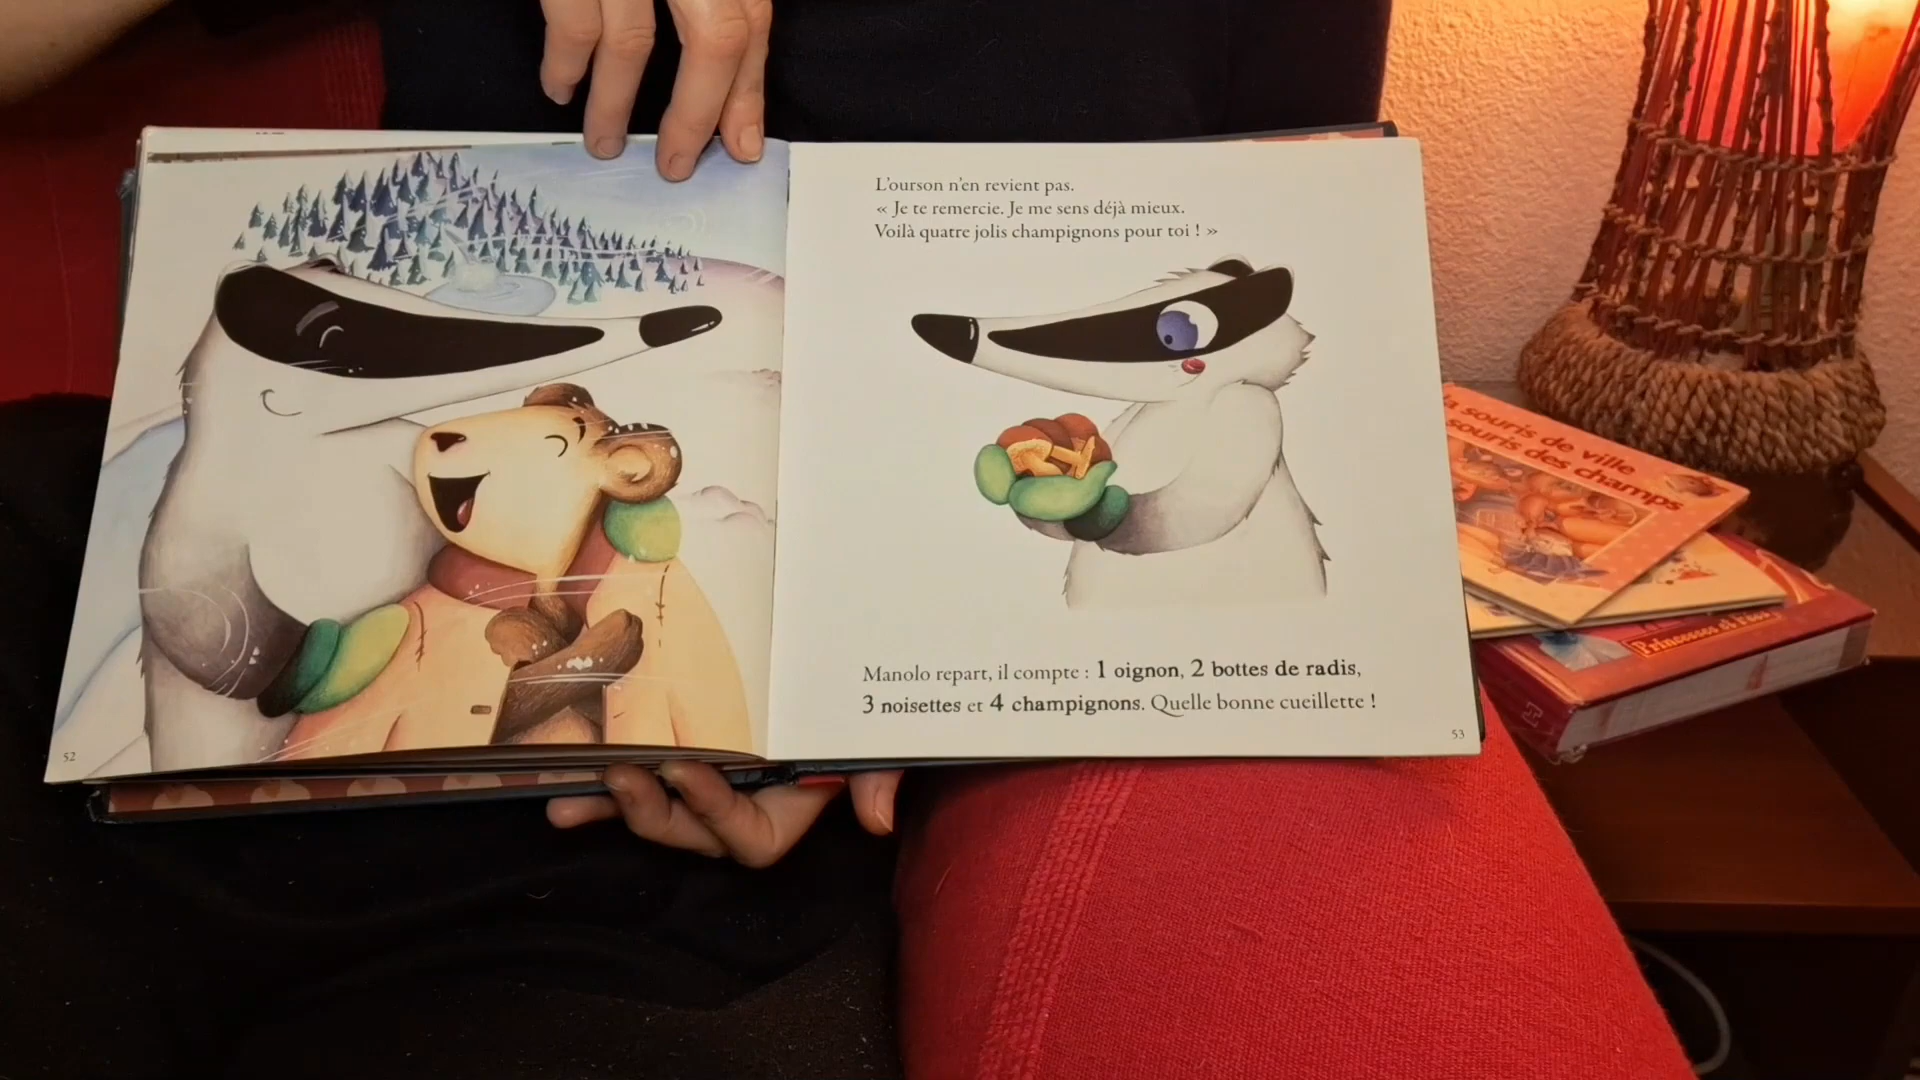 L'ourson n'en revient pas.
« Je te remercie. Je me sens déjà mieux.
Voilà quatre jolis champignons pour toi ! »
Manolo repart, il compte : 1 oignon, 2 bottes de radis,
3 noisettes et 4 champignons. Quelle bonne cueillette !
52
53
la souris de ville
souris des champs
Princesses et Fées